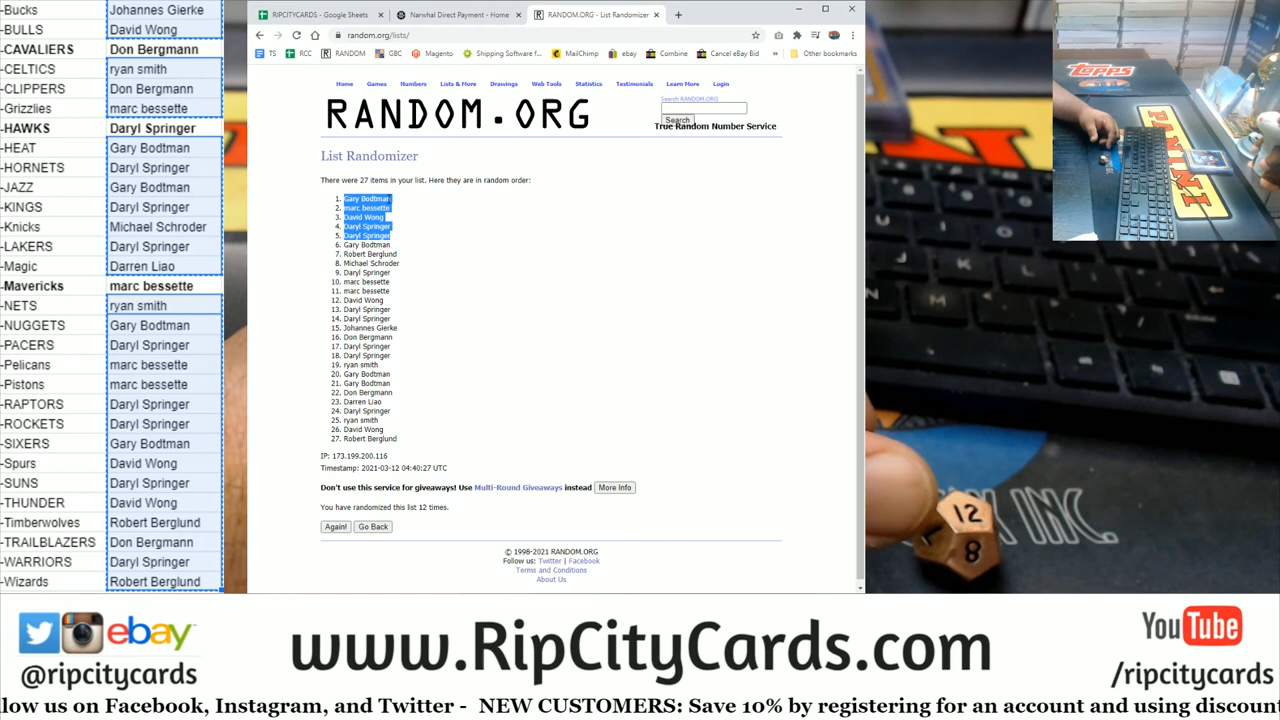 -Bucks Johannes Gierke
-BULLS David Wong
-CAVALIERS Don Bergmann
-CELTICS ryan smith
-CLIPPERS Don Bergmann
-Grizzlies marc bessette
-HAWKS Daryl Springer
-HEAT Gary Bodtman
-HORNETS Daryl Springer
-JAZZ Gary Bodtman
-KINGS Daryl Springer
-Knicks Michael Schroder
-LAKERS Daryl Springer
-Magic Darren Liao
-Mavericks marc bessette
-NETS ryan smith
-NUGGETS Gary Bodtman
-PACERS Daryl Springer
-Pelicans marc bessette
-Pistons marc bessette
-RAPTORS Daryl Springer
-ROCKETS Daryl Springer
-SIXERS Gary Bodtman
-Spurs David Wong
-SUNS Daryl Springer
-THUNDER David Wong
-Timberwolves Robert Berglund
-TRAILBLAZERS Don Bergmann
-WARRIORS Daryl Springer
-Wizards Robert Berglund
RIPCITYCARDS - Google Sheets Narwhal Direct Payment - Home RANDOM.ORG - List Randomizer
random.org/lists/
TS RCC RANDOM GBC Magento Shipping Software f... MailChimp ebay Combine Cancel eBay Bid » Other bookmarks
Home Games Numbers Lists & More Drawings Web Tools Statistics Testimonials Learn More Login
RANDOM.ORG
Search RANDOM.ORG
Search
True Random Number Service
List Randomizer
There were 27 items in your list. Here they are in random order:
1. Gary Bodtman
2. marc bessette
3. David Wong
4. Daryl Springer
5. Daryl Springer
6. Gary Bodtman
7. Robert Berglund
8. Michael Schroder
9. Daryl Springer
10. marc bessette
11. marc bessette
12. David Wong
13. Daryl Springer
14. Daryl Springer
15. Johannes Gierke
16. Don Bergmann
17. Daryl Springer
18. Daryl Springer
19. ryan smith
20. Gary Bodtman
21. Gary Bodtman
22. Don Bergmann
23. Darren Liao
24. Daryl Springer
25. ryan smith
26. David Wong
27. Robert Berglund
IP: 173.199.200.116
Timestamp: 2021-03-12 04:40:27 UTC
Don't use this service for giveaways! Use Multi-Round Giveaways instead More Info
You have randomized this list 12 times.
Again! Go Back
© 1998-2021 RANDOM.ORG
Follow us: Twitter | Facebook
Terms and Conditions
About Us
topps
PANINI
12
8
INC.
ebay
@ripcitycards
www.RipCityCards.com
YouTube
/ripcitycards
llow us on Facebook, Instagram, and Twitter - NEW CUSTOMERS: Save 10% by registering for an account and using discoun